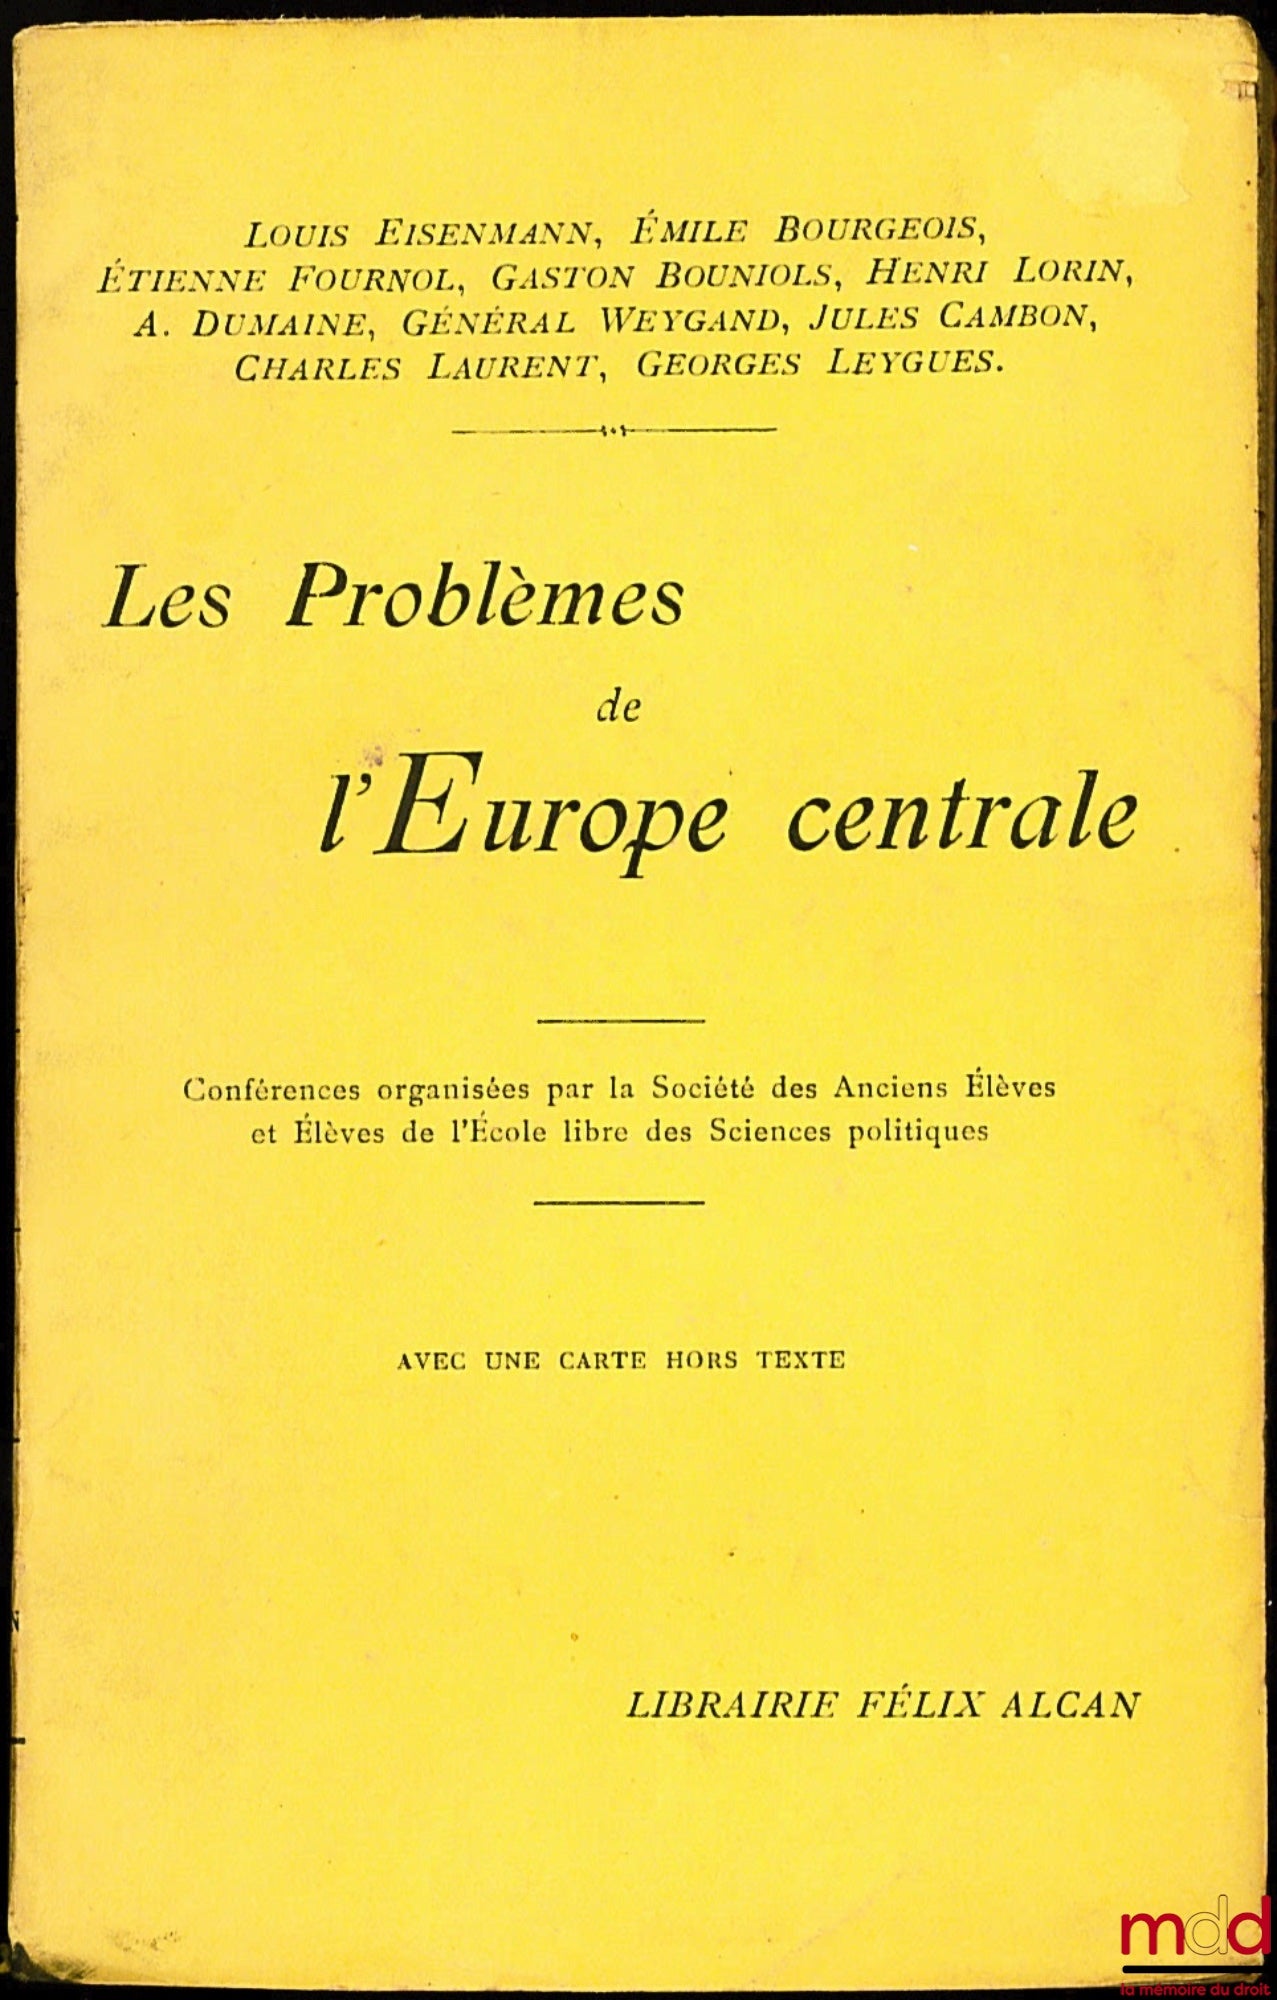 LOUIS EISENMANN, ÉMILE BOURGEOIS,
ÉTIENNE FOURNOL, GASTON BOUNIOLS, HENRI LORIN,
A. DUMAINE, GÉNÉRAL WEYGAND, JULES CAMBON,
CHARLES LAURENT, GEORGES LEYGUES.
Les Problèmes
de
l'Europe centrale
Conférences organisées par la Société des Anciens Élèves
et Élèves de l'École libre des Sciences politiques
AVEC UNE CARTE HORS TEXTE
LIBRAIRIE FÉLIX ALCAN
mdd
la mémoire du droit